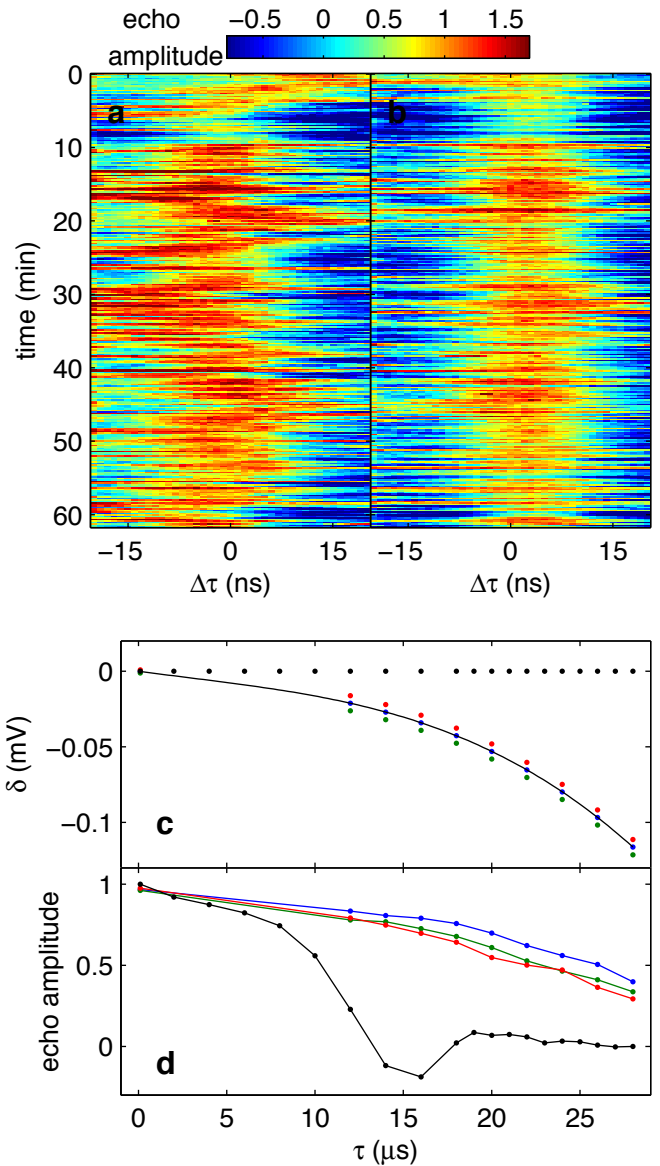 echo amplitude
−0.5 0 0.5 1 1.5
a b
0
10
20
30
40
50
60
time (min)
−15 0 15 −15 0 15
Δτ (ns) Δτ (ns)
0
−0.05
−0.1
δ (mV)
c
1
0.5
0
echo amplitude
d
0 5 10 15 20 25
τ (μs)